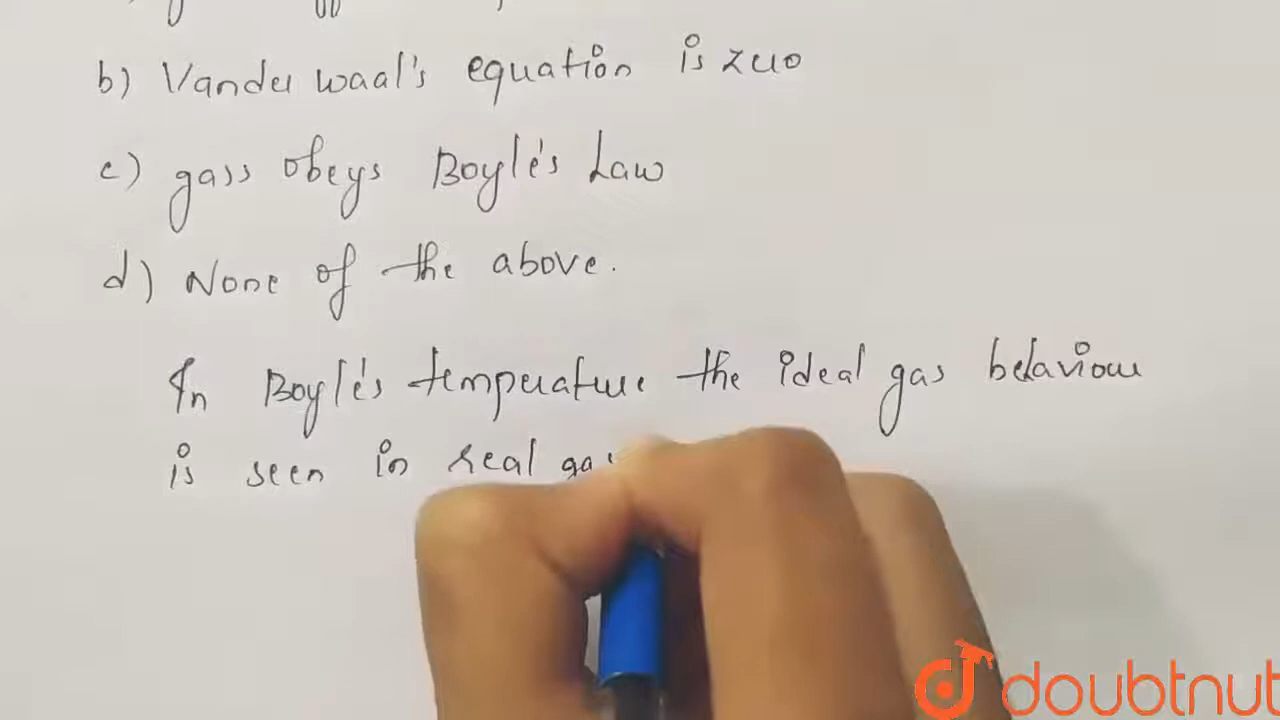 b) Vander waal's equation is zero
c) gass obeys Boyle's Law
d) None of the above.
In Boyle's temperature the ideal gas behaviour
is seen in real gas
doubtnut